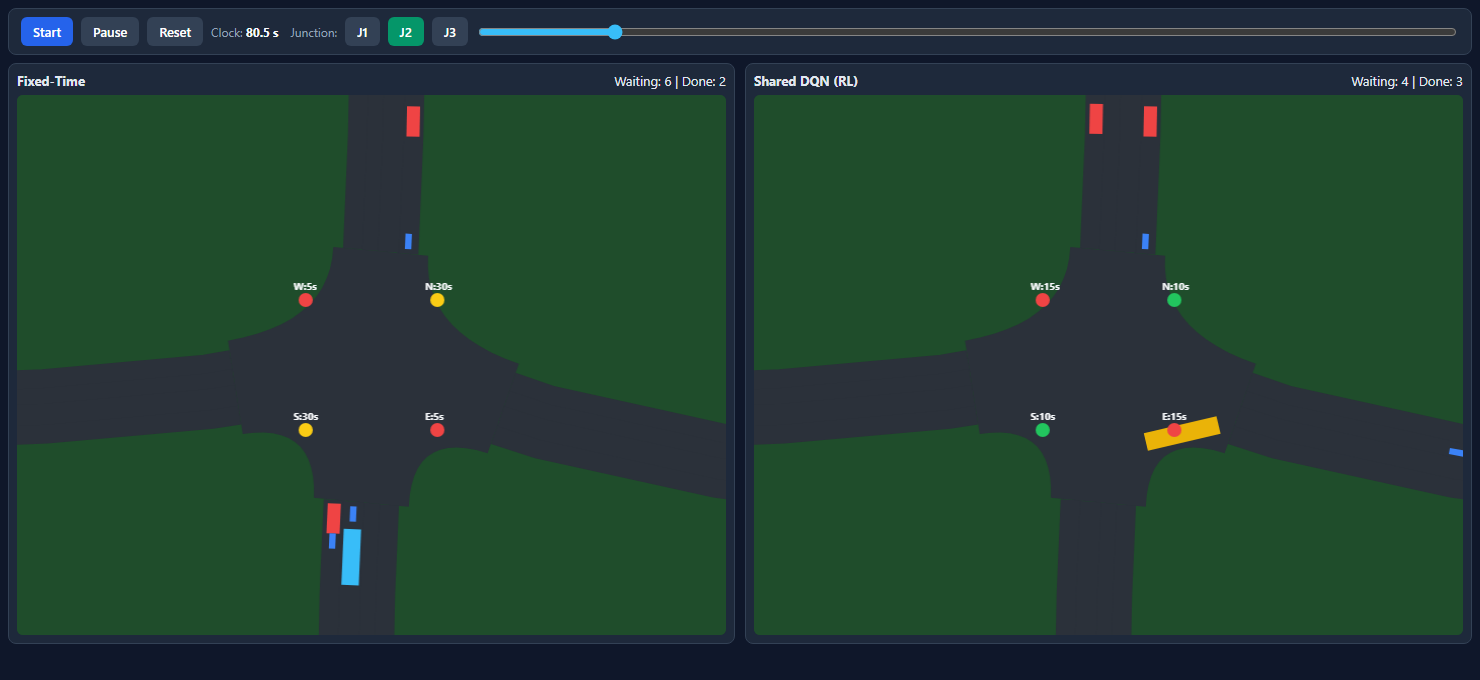 Start Pause Reset Clock: 80.5 s Junction: J1 J2 J3
Fixed-Time Waiting: 6 | Done: 2
W:5s N:30s
S:30s E:5s
Shared DQN (RL) Waiting: 4 | Done: 3
W:15s N:10s
S:10s E:15s